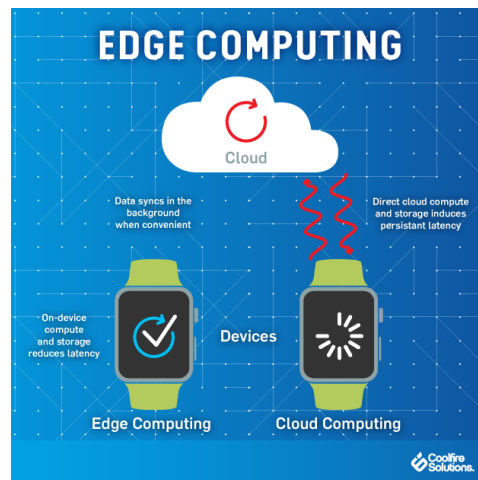 EDGE COMPUTING
Cloud
Data syncs in the
background
when convenient
Direct cloud compute
and storage induces
persistant latency
On-device
compute
and storage
reduces latency
Devices
Edge Computing
Cloud Computing
Coolfire
Solutions.